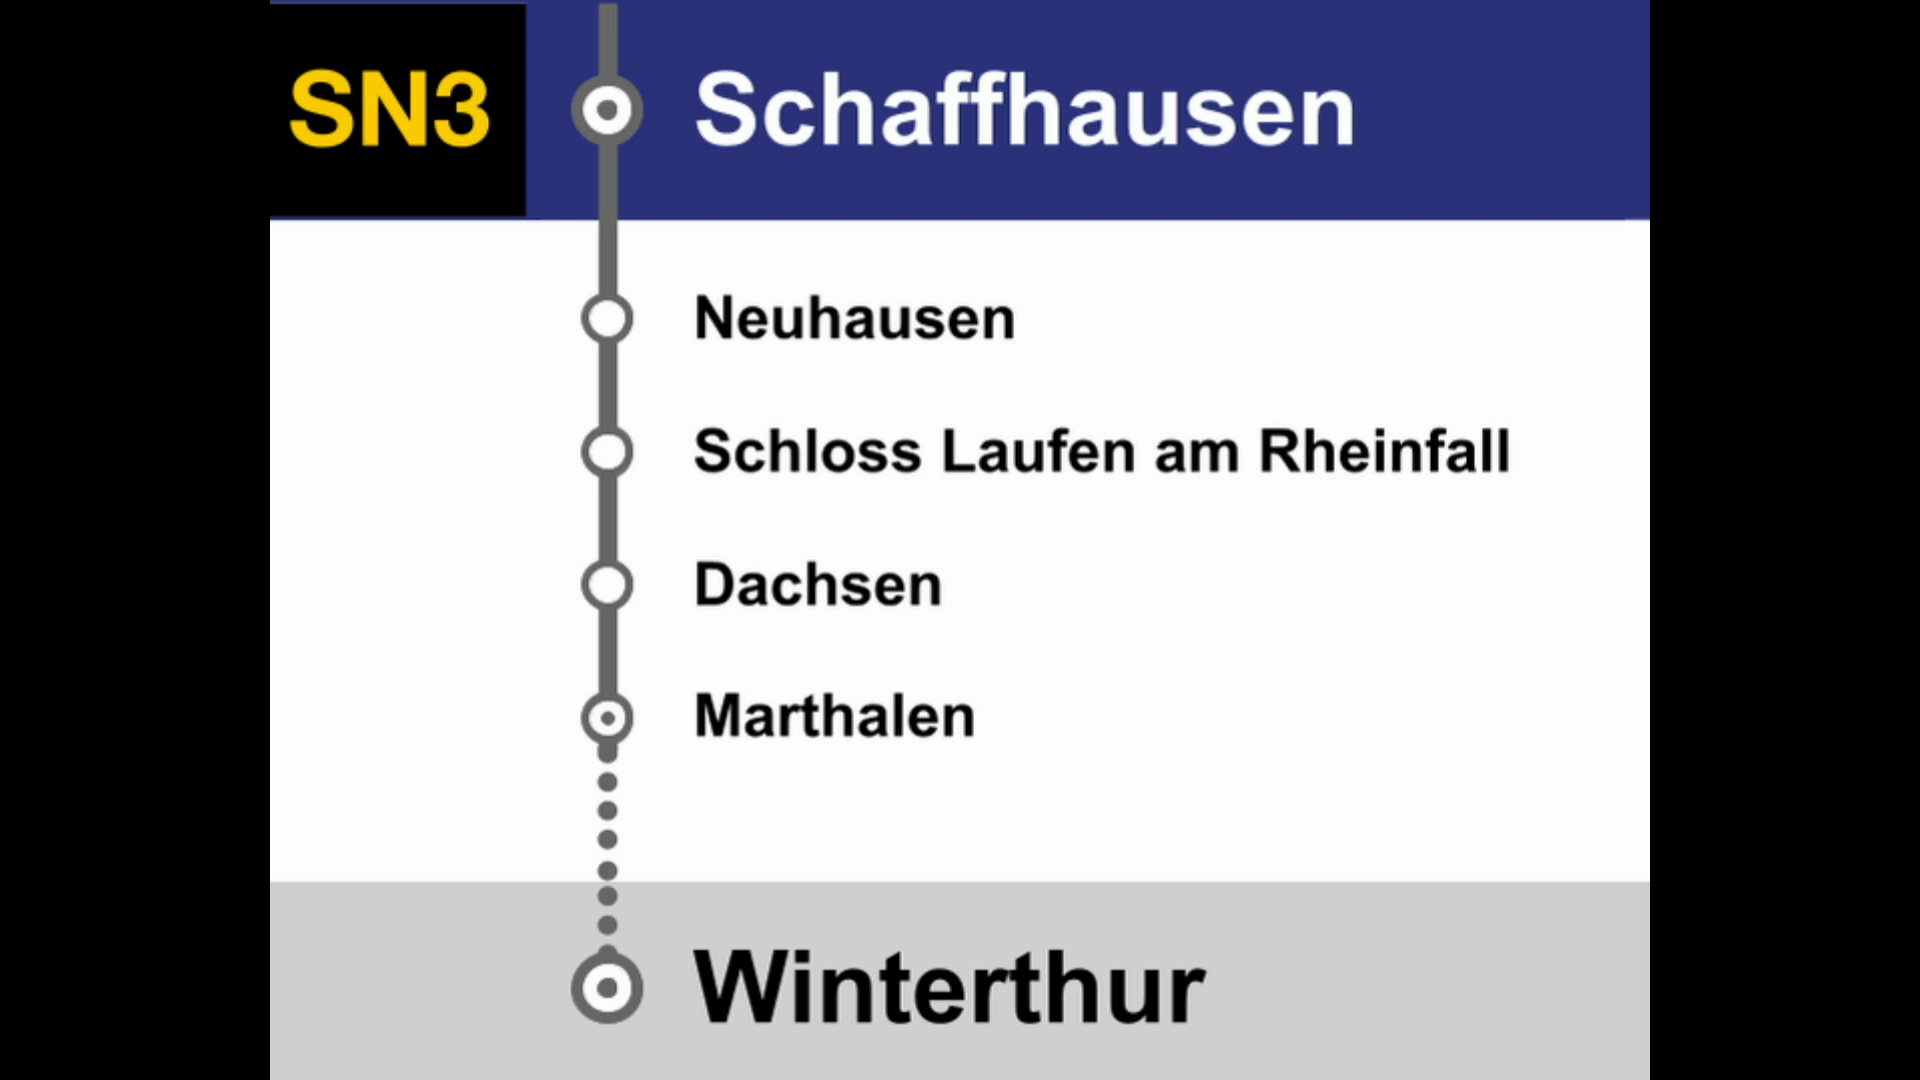 SN3 Schaffhausen
Neuhausen
Schloss Laufen am Rheinfall
Dachsen
Marthalen
Winterthur